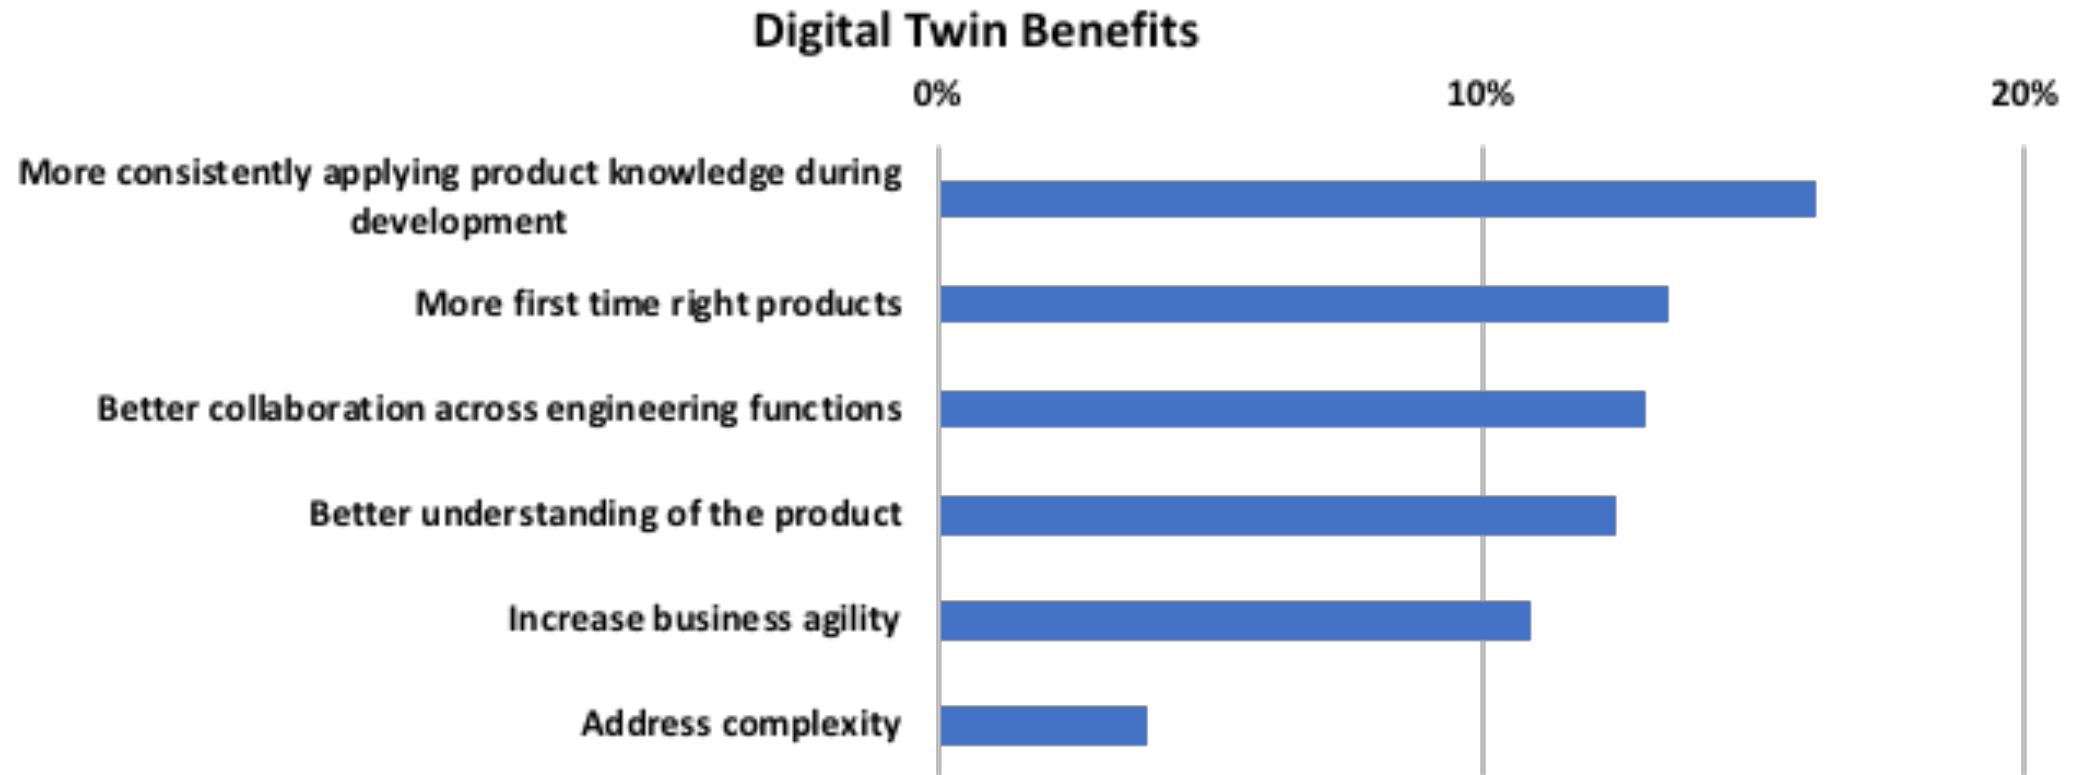 Digital Twin Benefits
0% 10% 20%
More consistently applying product knowledge during
development
More first time right products
Better collaboration across engineering functions
Better understanding of the product
Increase business agility
Address complexity